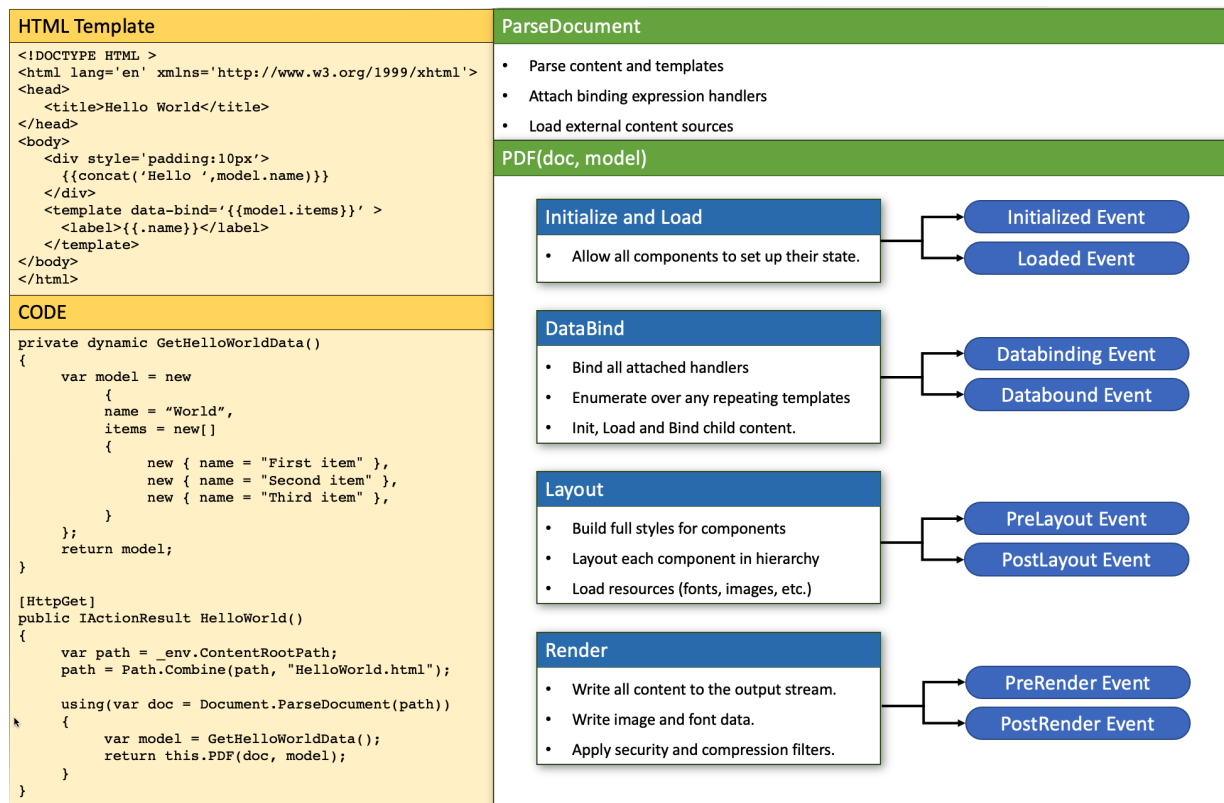 HTML Template
<!DOCTYPE HTML >
<html lang='en' xmlns='http://www.w3.org/1999/xhtml'>
<head>
   <title>Hello World</title>
</head>
<body>
   <div style='padding:10px’>
     {{concat(‘Hello ‘,model.name)}}
   </div>
   <template data-bind=‘{{model.items}}’ >
     <label>{{.name}}</label>
   </template>
</body>
</html>
CODE
private dynamic GetHelloWorldData()
{
     var model = new
          {
          name = “World”,
          items = new[]
          {
               new { name = "First item" },
               new { name = "Second item" },
               new { name = "Third item" },
          }
     };
     return model;
}
[HttpGet]
public IActionResult HelloWorld()
{
     var path = _env.ContentRootPath;
     path = Path.Combine(path, "HelloWorld.html");
     using(var doc = Document.ParseDocument(path))
     {
          var model = GetHelloWorldData();
          return this.PDF(doc, model);
     }
}
ParseDocument
• Parse content and templates
• Attach binding expression handlers
• Load external content sources
PDF(doc, model)
Initialize and Load
• Allow all components to set up their state.
Initialized Event
Loaded Event
DataBind
• Bind all attached handlers
• Enumerate over any repeating templates
• Init, Load and Bind child content.
Databinding Event
Databound Event
Layout
• Build full styles for components
• Layout each component in hierarchy
• Load resources (fonts, images, etc.)
PreLayout Event
PostLayout Event
Render
• Write all content to the output stream.
• Write image and font data.
• Apply security and compression filters.
PreRender Event
PostRender Event